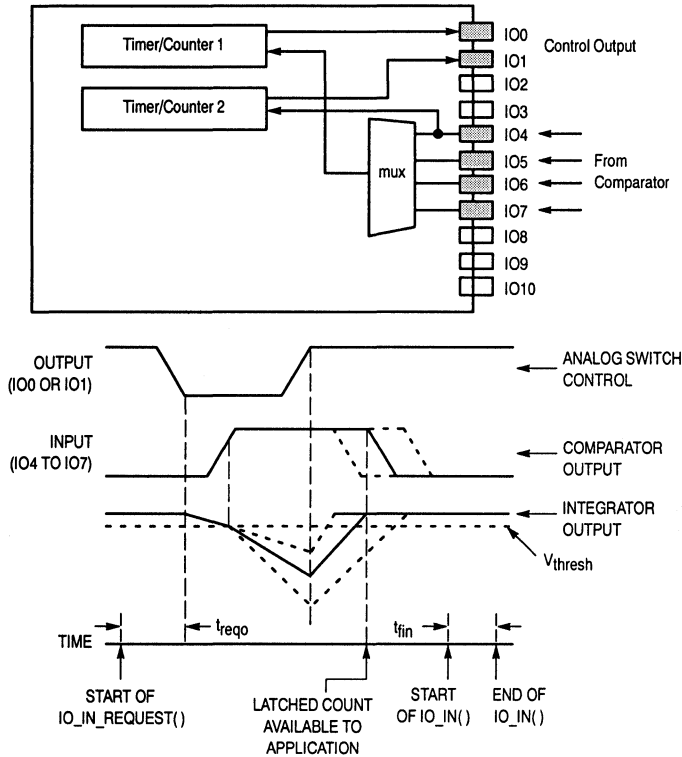 Timer/Counter 1
Timer/Counter 2
mux
IO0
IO1
IO2
IO3
IO4
IO5
IO6
IO7
IO8
IO9
IO10
Control Output
From
Comparator
OUTPUT
(IO0 OR IO1)
ANALOG SWITCH
CONTROL
INPUT
(IO4 TO IO7)
COMPARATOR
OUTPUT
INTEGRATOR
OUTPUT
Vthresh
treqo
tfin
TIME
START OF
IO_IN_REQUEST( )
LATCHED COUNT
AVAILABLE TO
APPLICATION
START
OF IO_IN( )
END OF
IO_IN( )